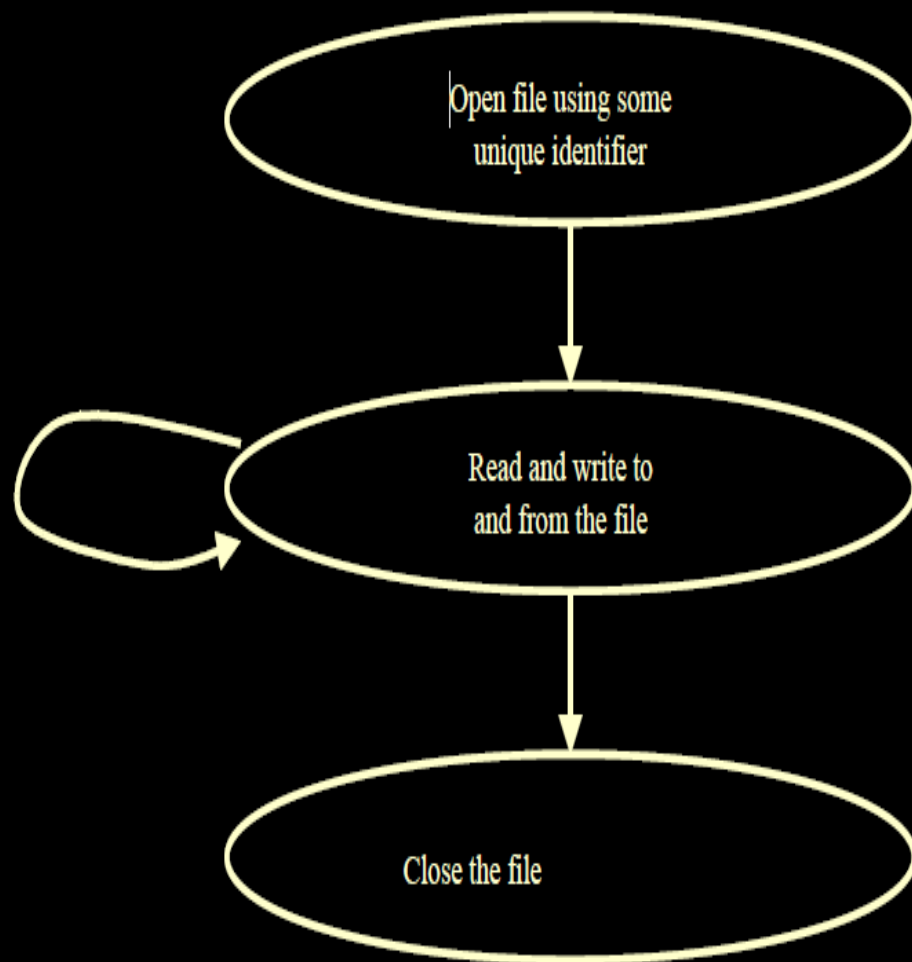 Open file using some
unique identifier
Read and write to
and from the file
Close the file